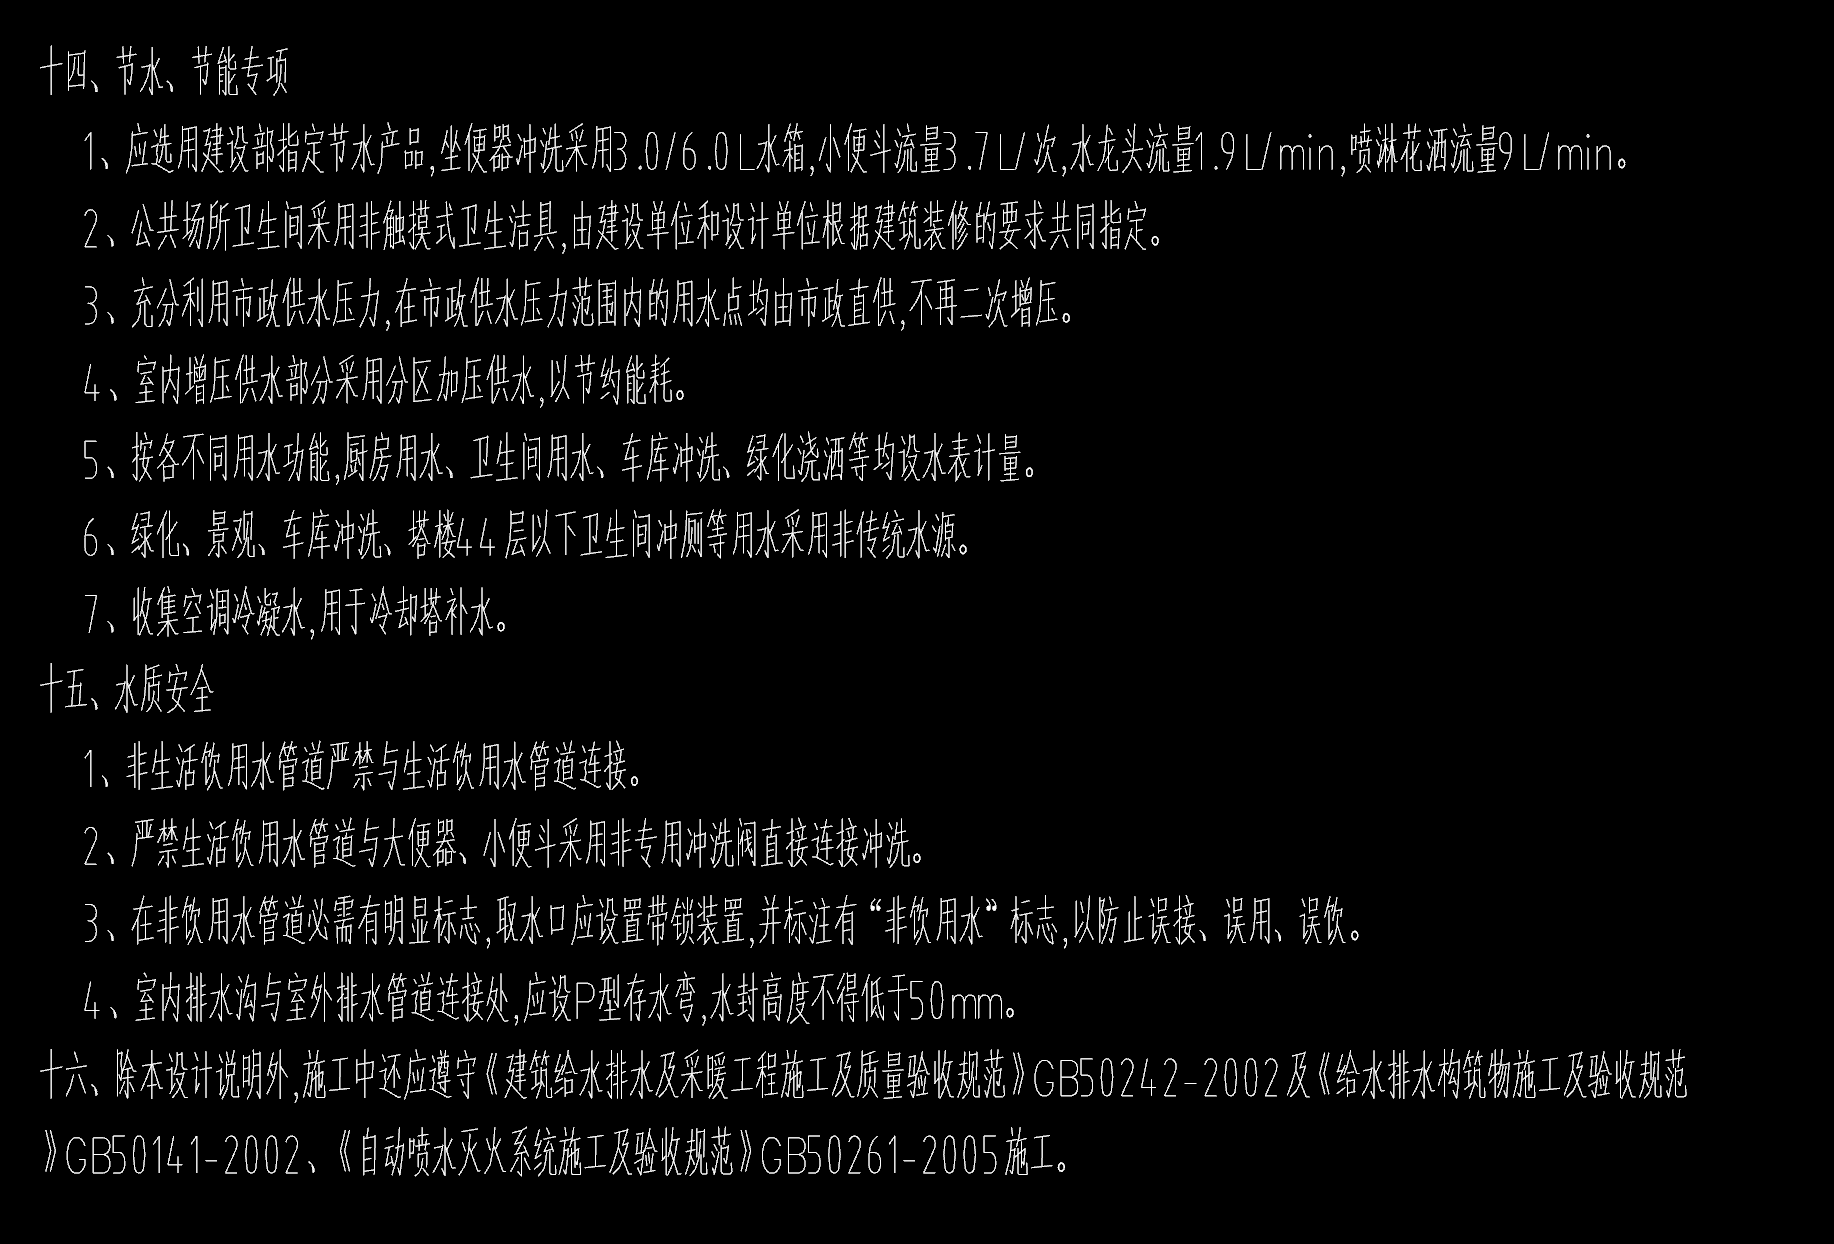 十四、节水、节能专项
1、应选用建设部指定节水产品,坐便器冲洗采用3.0/6.0L水箱,小便斗流量3.7L/次,水龙头流量1.9L/min,喷淋花洒流量9L/min。
2、公共场所卫生间采用非触摸式卫生洁具,由建设单位和设计单位根据建筑装修的要求共同指定。
3、充分利用市政供水压力,在市政供水压力范围内的用水点均由市政直供,不再二次增压。
4、室内增压供水部分采用分区加压供水,以节约能耗。
5、按各不同用水功能,厨房用水、卫生间用水、车库冲洗、绿化浇洒等均设水表计量。
6、绿化、景观、车库冲洗、塔楼44层以下卫生间冲厕等用水采用非传统水源。
7、收集空调冷凝水,用于冷却塔补水。
十五、水质安全
1、非生活饮用水管道严禁与生活饮用水管道连接。
2、严禁生活饮用水管道与大便器、小便斗采用非专用冲洗阀直接连接冲洗。
3、在非饮用水管道必需有明显标志,取水口应设置带锁装置,并标注有“非饮用水”标志,以防止误接、误用、误饮。
4、室内排水沟与室外排水管道连接处,应设P型存水弯,水封高度不得低于50mm。
十六、除本设计说明外,施工中还应遵守《建筑给水排水及采暖工程施工及质量验收规范》GB50242-2002及《给水排水构筑物施工及验收规范
》GB50141-2002、《自动喷水灭火系统施工及验收规范》GB50261-2005施工。